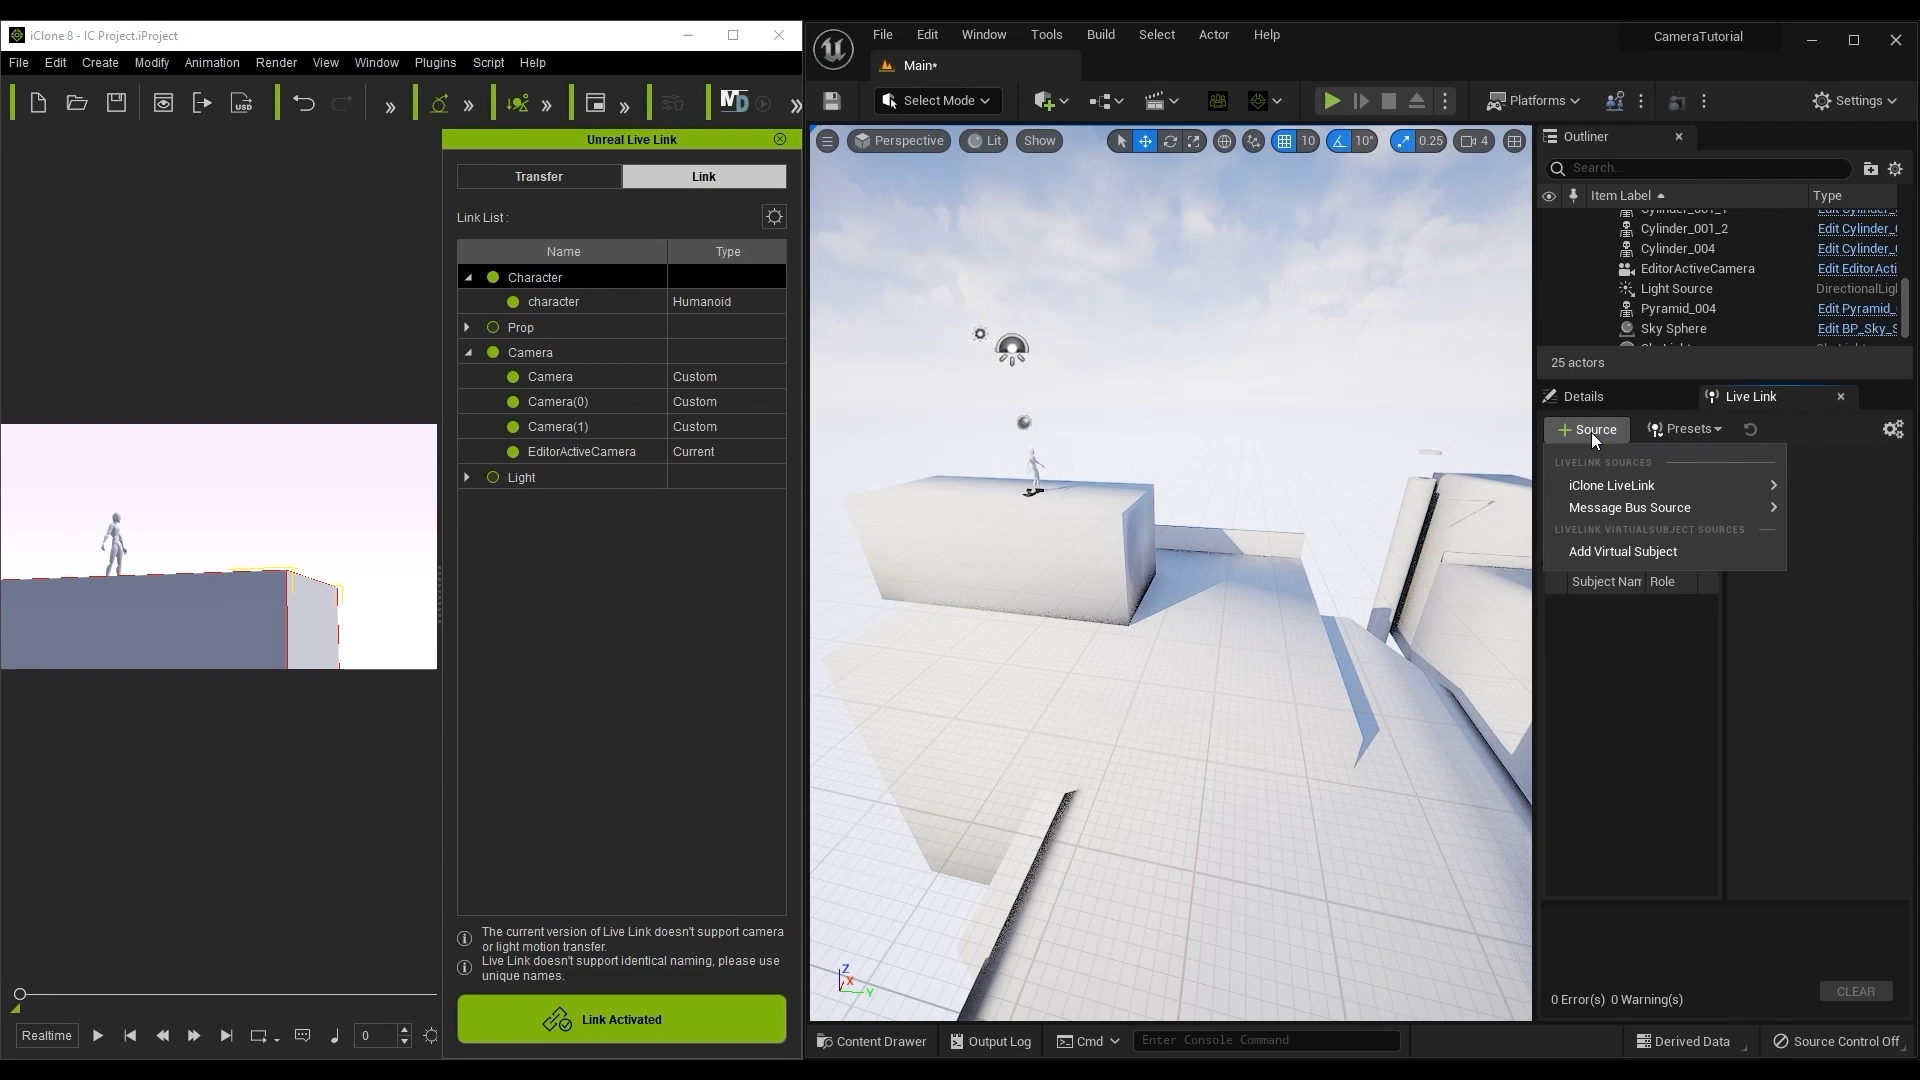 iClone 8 - IC Project.iProject
File Edit Create Modify Animation Render View Window Plugins Script Help
USD
MD
Unreal Live Link
Transfer Link
Link List :
Name Type
Character
character Humanoid
Prop
Camera
Camera Custom
Camera(0) Custom
Camera(1) Custom
EditorActiveCamera Current
Light
The current version of Live Link doesn't support camera
or light motion transfer.
Live Link doesn't support identical naming, please use
unique names.
Link Activated
Realtime 0
File Edit Window Tools Build Select Actor Help
CameraTutorial
Main*
Select Mode
Platforms
Settings
Perspective Lit Show 10 10° 0.25 4
Z
X
Y
Outliner
Search...
Item Label Type
Cylinder_001_2 Edit Cylinder_
Cylinder_004 Edit Cylinder_
EditorActiveCamera Edit EditorActi
Light Source DirectionalLig
Pyramid_004 Edit Pyramid_
Sky Sphere Edit BP_Sky_S
25 actors
Details Live Link
Source Presets
LIVELINK SOURCES
iClone LiveLink
Message Bus Source
LIVELINK VIRTUALSUBJECT SOURCES
Add Virtual Subject
Subject Nam Role
0 Error(s) 0 Warning(s)
CLEAR
Content Drawer Output Log Cmd Enter Console Command Derived Data Source Control Off